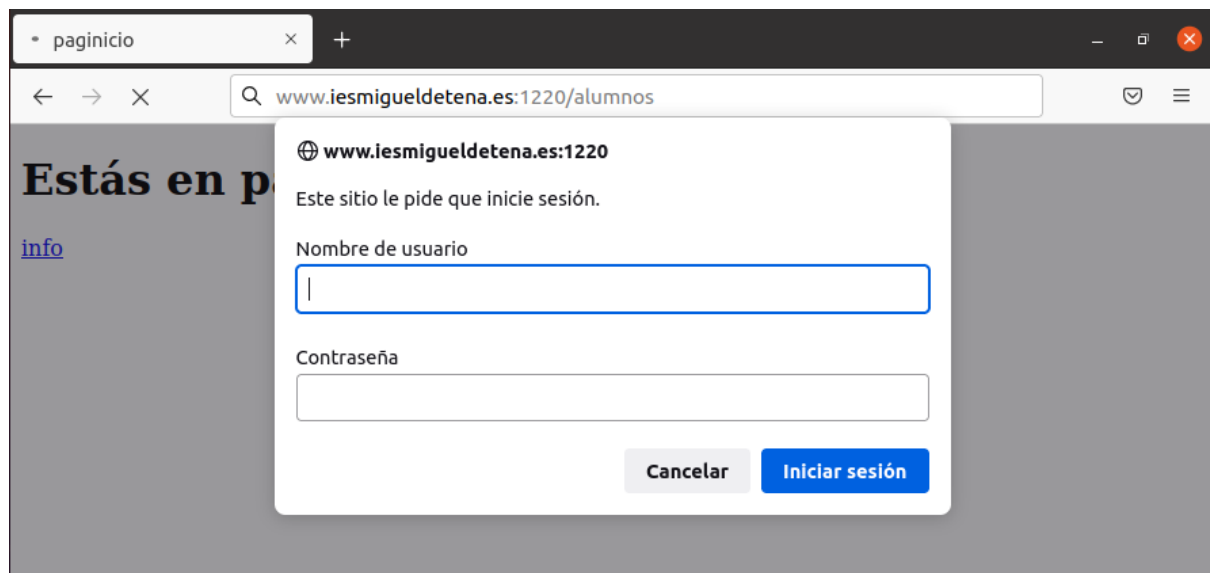 paginicio
www.iesmigueldetena.es:1220/alumnos
www.iesmigueldetena.es:1220
Estás en
Este sitio le pide que inicie sesión.
info
Nombre de usuario
Contraseña
Cancelar
Iniciar sesión